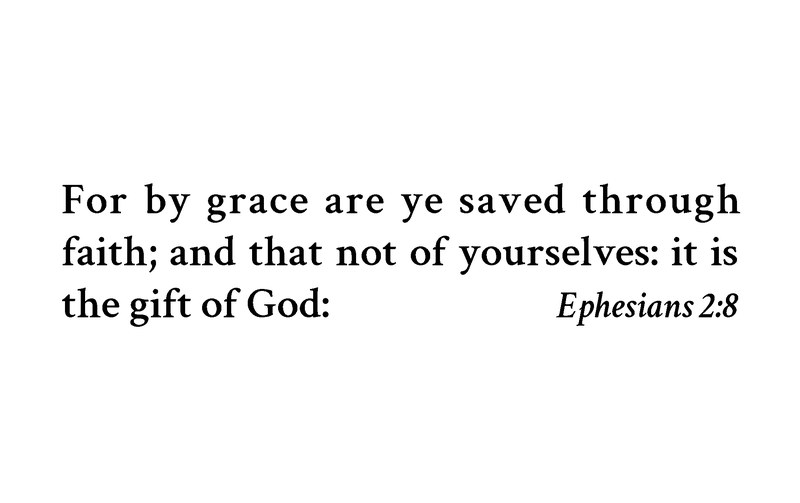 For by grace are ye saved through
faith; and that not of yourselves: it is
the gift of God: Ephesians 2:8